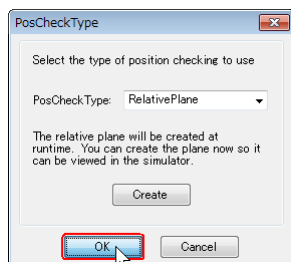 PosCheckType
Select the type of position checking to use
PosCheckType: RelativePlane
The relative plane will be created at
runtime. You can create the plane now so it
can be viewed in the simulator.
Create
OK Cancel